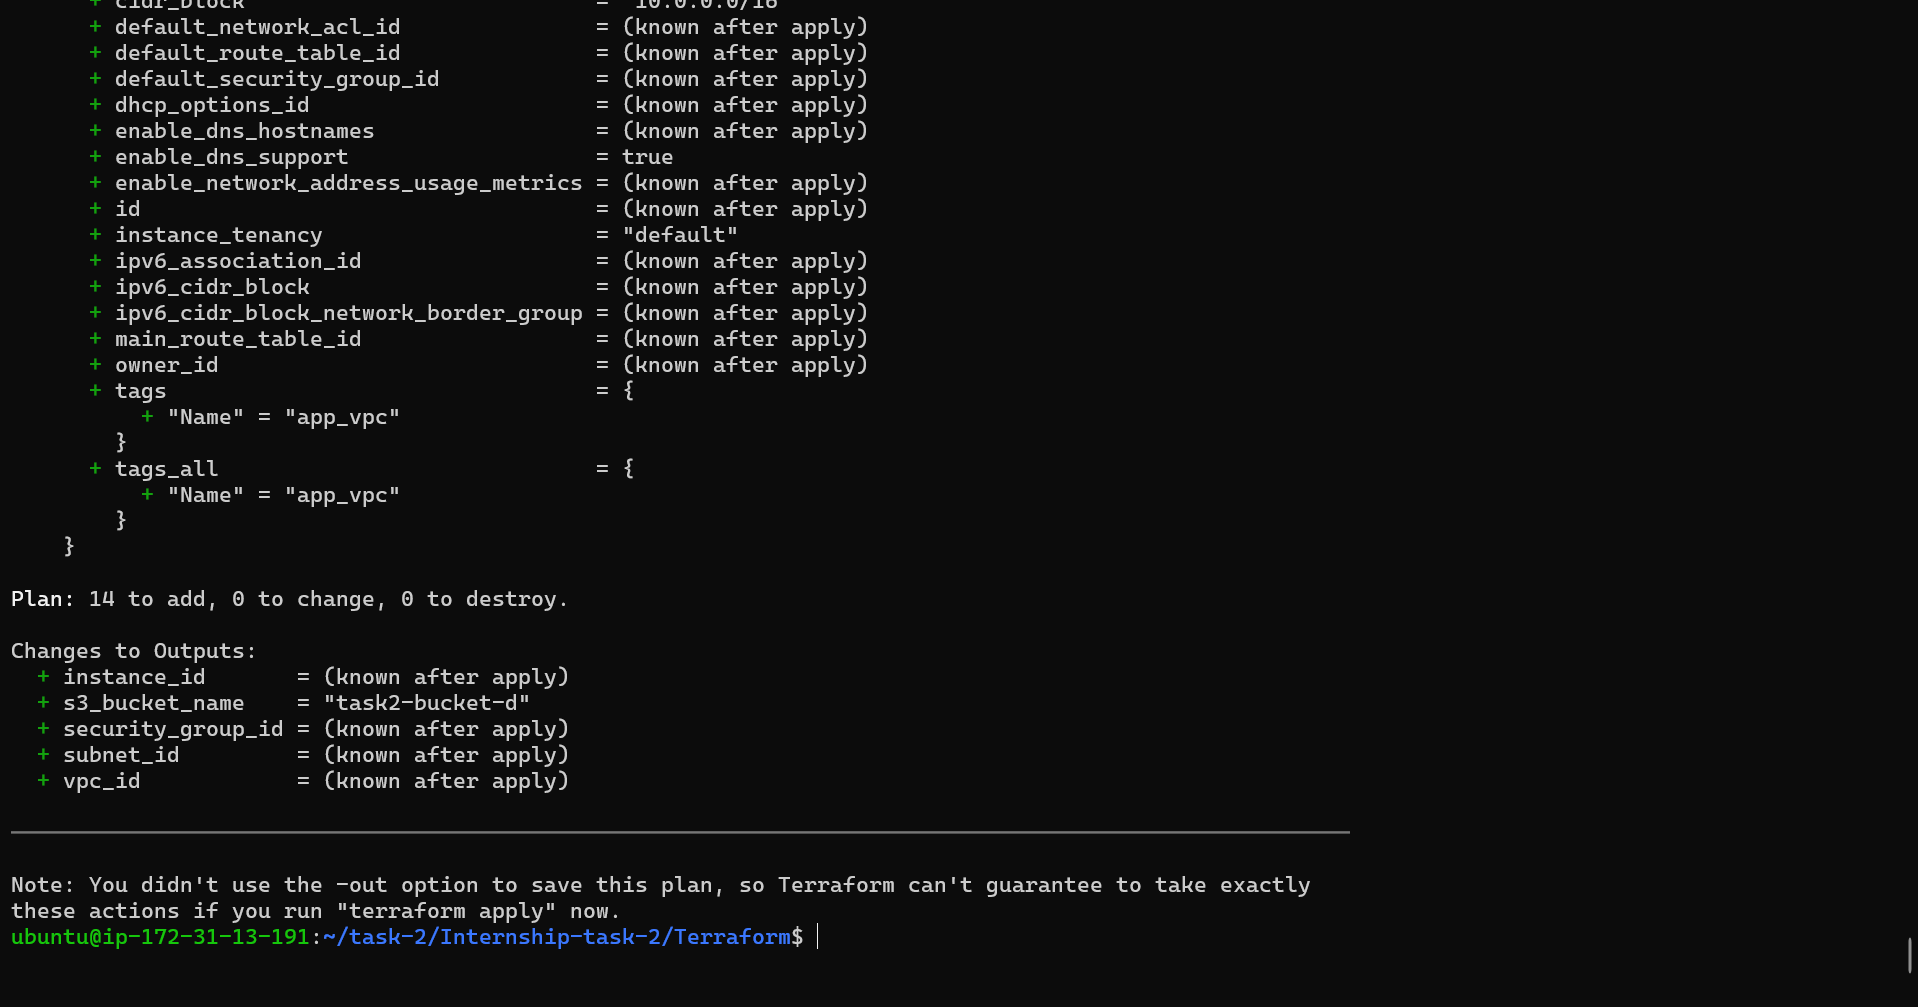 + cidr_block = "10.0.0.0/16"
+ default_network_acl_id = (known after apply)
+ default_route_table_id = (known after apply)
+ default_security_group_id = (known after apply)
+ dhcp_options_id = (known after apply)
+ enable_dns_hostnames = (known after apply)
+ enable_dns_support = true
+ enable_network_address_usage_metrics = (known after apply)
+ id = (known after apply)
+ instance_tenancy = "default"
+ ipv6_association_id = (known after apply)
+ ipv6_cidr_block = (known after apply)
+ ipv6_cidr_block_network_border_group = (known after apply)
+ main_route_table_id = (known after apply)
+ owner_id = (known after apply)
+ tags = {
+ "Name" = "app_vpc"
}
+ tags_all = {
+ "Name" = "app_vpc"
}
}
Plan: 14 to add, 0 to change, 0 to destroy.
Changes to Outputs:
+ instance_id = (known after apply)
+ s3_bucket_name = "task2-bucket-d"
+ security_group_id = (known after apply)
+ subnet_id = (known after apply)
+ vpc_id = (known after apply)
Note: You didn't use the -out option to save this plan, so Terraform can't guarantee to take exactly
these actions if you run "terraform apply" now.
ubuntu@ip-172-31-13-191:~/task-2/Internship-task-2/Terraform$